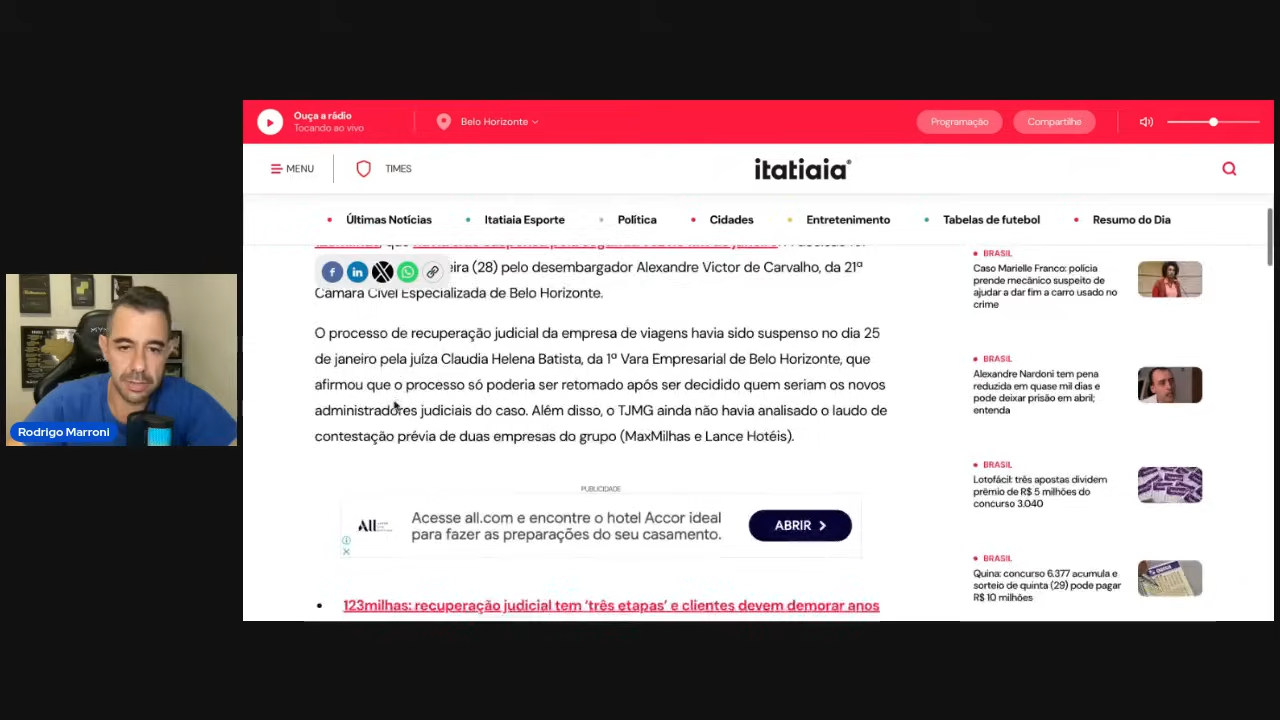 Ouça a rádio
Tocando ao vivo
Belo Horizonte
Programação
Compartilhe
MENU
TIMES
itatiaia
Últimas Notícias
Itatiaia Esporte
Política
Cidades
Entretenimento
Tabelas de futebol
Resumo do Dia
eira (28) pelo desembargador Alexandre Victor de Carvalho, da 21ª
Câmara Cível Especializada de Belo Horizonte.
O processo de recuperação judicial da empresa de viagens havia sido suspenso no dia 25
de janeiro pela juíza Claudia Helena Batista, da 1ª Vara Empresarial de Belo Horizonte, que
afirmou que o processo só poderia ser retomado após ser decidido quem seriam os novos
administradores judiciais do caso. Além disso, o TJMG ainda não havia analisado o laudo de
contestação prévia de duas empresas do grupo (MaxMilhas e Lance Hotéis).
PUBLICIDADE
All
Acesse all.com e encontre o hotel Accor ideal
para fazer as preparações do seu casamento.
ABRIR
• 123milhas: recuperação judicial tem ‘três etapas’ e clientes devem demorar anos
BRASIL
Caso Marielle Franco: polícia
prende mecânico suspeito de
ajudar a dar fim a carro usado no
crime
BRASIL
Alexandre Nardoni tem pena
reduzida em quase mil dias e
pode deixar prisão em abril;
entenda
BRASIL
Lotofácil: três apostas dividem
prêmio de R$ 5 milhões do
concurso 3.040
BRASIL
Quina: concurso 6.377 acumula e
sorteio de quinta (29) pode pagar
R$ 10 milhões
Rodrigo Marroni